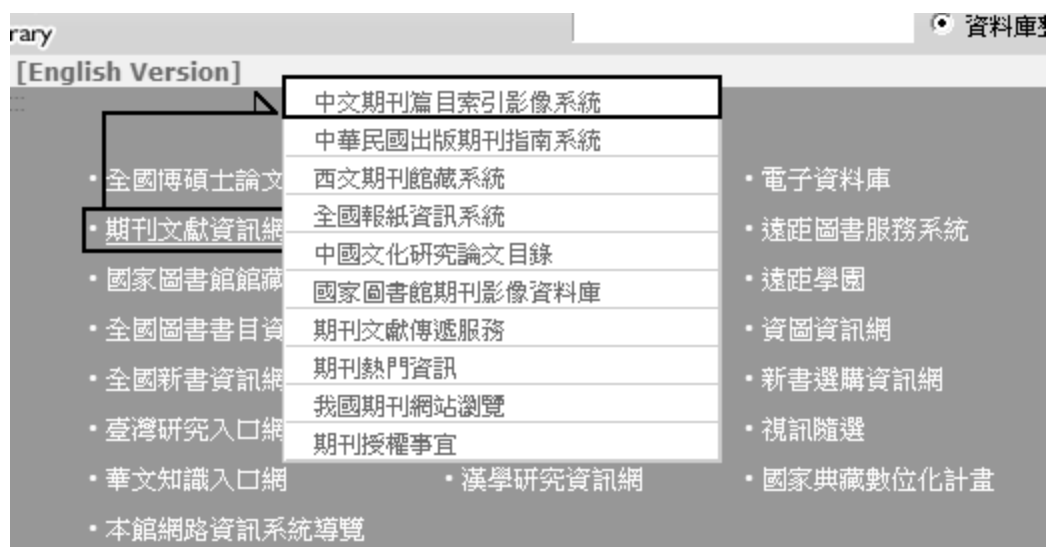 rary
資料庫
[English Version]
中文期刊篇目索引影像系統
中華民國出版期刊指南系統
西文期刊館藏系統
全國報紙資訊系統
中國文化研究論文目錄
國家圖書館期刊影像資料庫
期刊文獻傳遞服務
期刊熱門資訊
我國期刊網站瀏覽
期刊授權事宜
• 全國博碩士論文
• 期刊文獻資訊網
• 國家圖書館館藏
• 全國圖書書目資
• 全國新書資訊網
• 臺灣研究入口網
• 華文知識入口網
• 本館網路資訊系統導覽
• 漢學研究資訊網
• 電子資料庫
• 遠距圖書服務系統
• 遠距學園
• 資圖資訊網
• 新書選購資訊網
• 視訊隨選
• 國家典藏數位化計畫